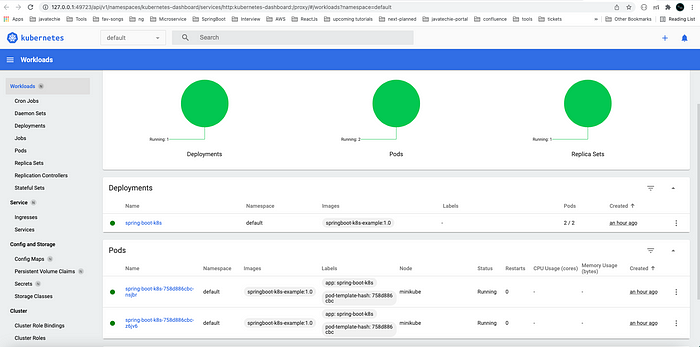 127.0.0.1:49723/api/v1/namespaces/kubernetes-dashboard/services/http:kubernetes-dashboard:/proxy/#/workloads?namespace=default
Apps javatechie Tools fav-songs ng mongo Microservice SpringBoot Interview AWS ReactJs upcoming tutorials next-planned javatechie-portal confluence tools tickets » Other Bookmarks Reading List
kubernetes default Search
Workloads
Workloads N
Cron Jobs
Daemon Sets
Deployments
Jobs
Pods
Replica Sets
Replication Controllers
Stateful Sets
Service N
Ingresses
Services
Config and Storage
Config Maps N
Persistent Volume Claims N
Secrets N
Storage Classes
Cluster
Cluster Role Bindings
Cluster Roles
Running: 1 Running: 2 Running: 1
Deployments Pods Replica Sets
Deployments
Name Namespace Images Labels Pods Created ↑
spring-boot-k8s default springboot-k8s-example:1.0 - 2 / 2 an hour ago
Pods
Name Namespace Images Labels Node Status Restarts CPU Usage (cores) Memory Usage (bytes) Created ↑
spring-boot-k8s-758d886cbc-nsjbr default springboot-k8s-example:1.0 app: spring-boot-k8s pod-template-hash: 758d886cbc minikube Running 0 - - an hour ago
spring-boot-k8s-758d886cbc-z6jv6 default springboot-k8s-example:1.0 app: spring-boot-k8s pod-template-hash: 758d886cbc minikube Running 0 - - an hour ago